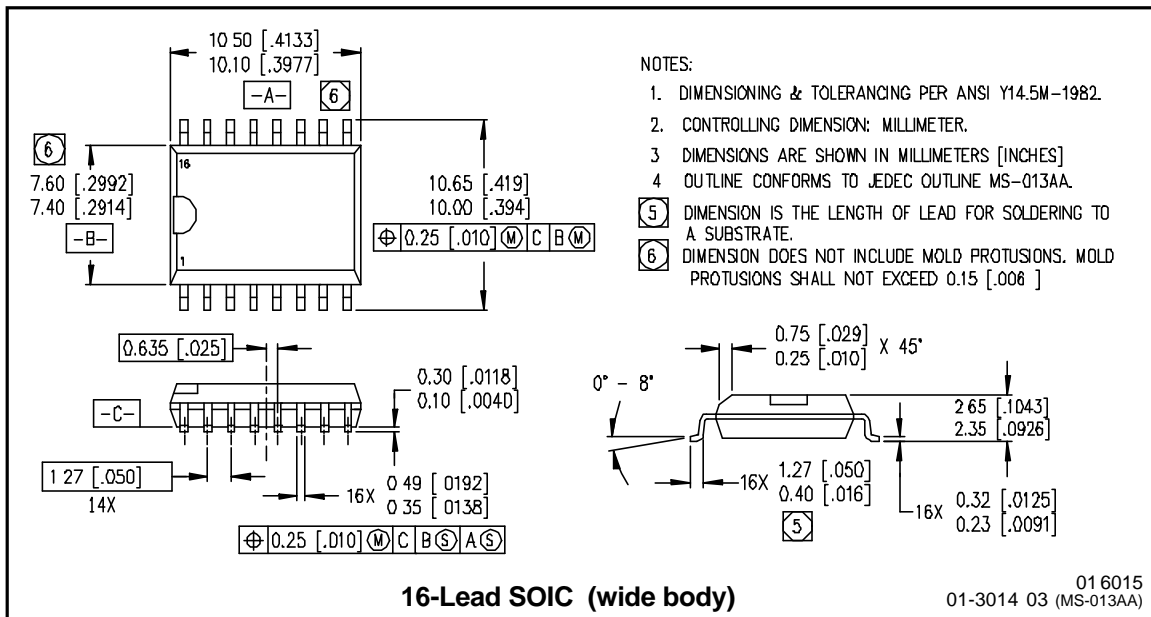 10.50 [.4133]
10.10 [.3977]
-A-
6
NOTES:
1. DIMENSIONING & TOLERANCING PER ANSI Y14.5M-1982.
2. CONTROLLING DIMENSION: MILLIMETER.
3 DIMENSIONS ARE SHOWN IN MILLIMETERS [INCHES]
4 OUTLINE CONFORMS TO JEDEC OUTLINE MS-013AA.
5 DIMENSION IS THE LENGTH OF LEAD FOR SOLDERING TO
A SUBSTRATE.
6 DIMENSION DOES NOT INCLUDE MOLD PROTUSIONS. MOLD
PROTUSIONS SHALL NOT EXCEED 0.15 [.006 ]
6
7.60 [.2992]
7.40 [.2914]
-B-
16
1
10.65 [.419]
10.00 [.394]
⌖ 0.25 [.010] Ⓜ C B Ⓜ
0.635 [.025]
-C-
0.30 [.0118]
0.10 [.0040]
1 27 [.050]
14X
16X 0 49 [ 0192]
0 35 [ 0138]
⌖ 0.25 [.010] Ⓜ C B Ⓢ A Ⓢ
0.75 [.029]
0.25 [.010]
X 45°
0° - 8°
2 65 [.1043]
2.35 [.0926]
16X 1.27 [.050]
0.40 [.016]
5
16X 0.32 [.0125]
0.23 [.0091]
16-Lead SOIC (wide body)
01 6015
01-3014 03 (MS-013AA)